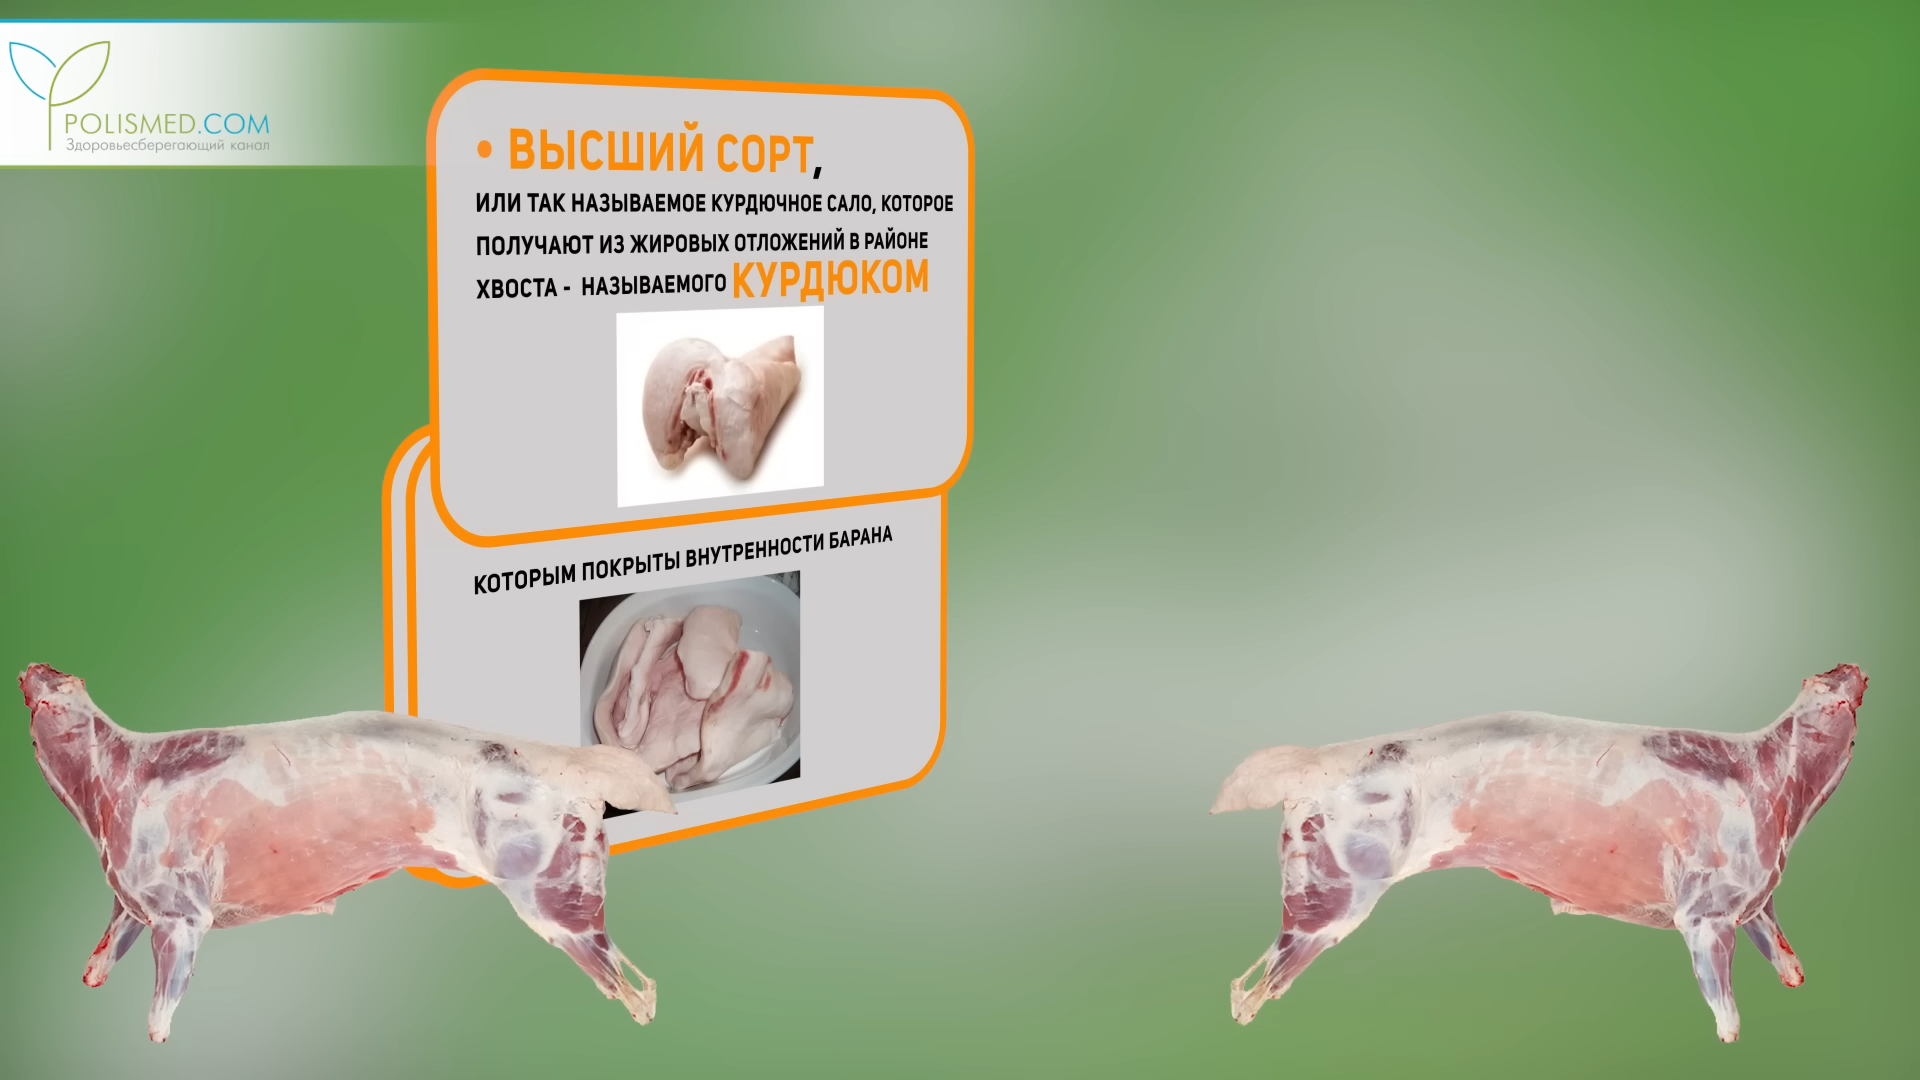 POLISMED.COM
Здоровьесберегающий канал
• ВЫСШИЙ СОРТ,
ИЛИ ТАК НАЗЫВАЕМОЕ КУРДЮЧНОЕ САЛО, КОТОРОЕ
ПОЛУЧАЮТ ИЗ ЖИРОВЫХ ОТЛОЖЕНИЙ В РАЙОНЕ
ХВОСТА - НАЗЫВАЕМОГО КУРДЮКОМ
КОТОРЫМ ПОКРЫТЫ ВНУТРЕННОСТИ БАРАНА